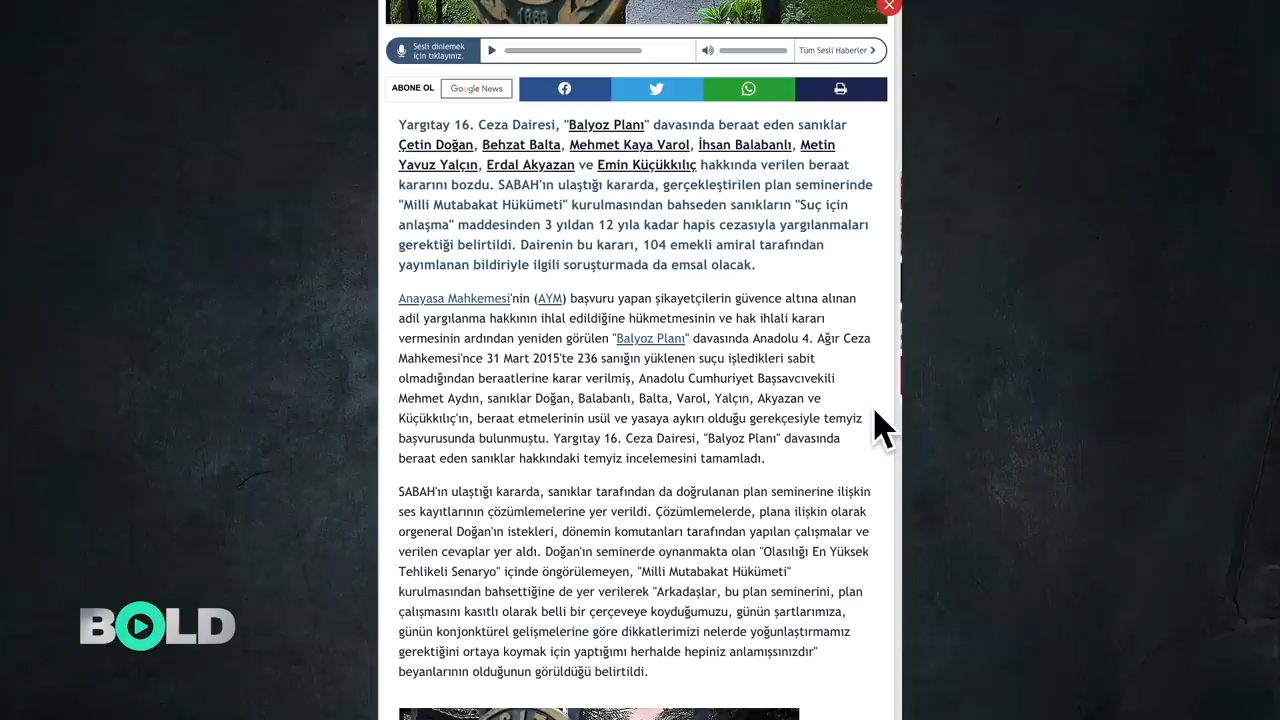 1868
Sesli dinlemek
için tıklayınız.
Tüm Sesli Haberler
ABONE OL
Google News
Yargıtay 16. Ceza Dairesi, "Balyoz Planı" davasında beraat eden sanıklar
Çetin Doğan, Behzat Balta, Mehmet Kaya Varol, İhsan Balabanlı, Metin
Yavuz Yalçın, Erdal Akyazan ve Emin Küçükkılıç hakkında verilen beraat
kararını bozdu. SABAH'ın ulaştığı kararda, gerçekleştirilen plan seminerinde
"Milli Mutabakat Hükümeti" kurulmasından bahseden sanıkların "Suç için
anlaşma" maddesinden 3 yıldan 12 yıla kadar hapis cezasıyla yargılanmaları
gerektiği belirtildi. Dairenin bu kararı, 104 emekli amiral tarafından
yayımlanan bildiriyle ilgili soruşturmada da emsal olacak.
Anayasa Mahkemesi'nin (AYM) başvuru yapan şikayetçilerin güvence altına alınan
adil yargılanma hakkının ihlal edildiğine hükmetmesinin ve hak ihlali kararı
vermesinin ardından yeniden görülen "Balyoz Planı" davasında Anadolu 4. Ağır Ceza
Mahkemesi'nce 31 Mart 2015'te 236 sanığın yüklenen suçu işledikleri sabit
olmadığından beraatlerine karar verilmiş, Anadolu Cumhuriyet Başsavcıvekili
Mehmet Aydın, sanıklar Doğan, Balabanlı, Balta, Varol, Yalçın, Akyazan ve
Küçükkılıç'ın, beraat etmelerinin usül ve yasaya aykırı olduğu gerekçesiyle temyiz
başvurusunda bulunmuştu. Yargıtay 16. Ceza Dairesi, "Balyoz Planı" davasında
beraat eden sanıklar hakkındaki temyiz incelemesini tamamladı.
SABAH'ın ulaştığı kararda, sanıklar tarafından da doğrulanan plan seminerine ilişkin
ses kayıtlarının çözümlemelerine yer verildi. Çözümlemelerde, plana ilişkin olarak
orgeneral Doğan'ın istekleri, dönemin komutanları tarafından yapılan çalışmalar ve
verilen cevaplar yer aldı. Doğan'ın seminerde oynanmakta olan "Olasılığı En Yüksek
Tehlikeli Senaryo" içinde öngörülemeyen, "Milli Mutabakat Hükümeti"
kurulmasından bahsettiğine de yer verilerek "Arkadaşlar, bu plan seminerini, plan
çalışmasını kasıtlı olarak belli bir çerçeveye koyduğumuzu, günün şartlarımıza,
günün konjonktürel gelişmelerine göre dikkatlerimizi nelerde yoğunlaştırmamız
gerektiğini ortaya koymak için yaptığımı herhalde hepiniz anlamışsınızdır"
beyanlarının olduğunun görüldüğü belirtildi.
BOLD